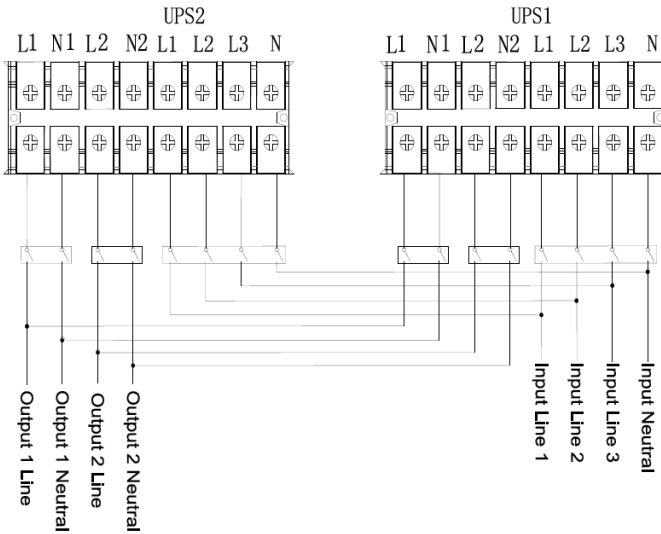 UPS2
UPS1
L1 N1 L2 N2 L1 L2 L3 N
L1 N1 L2 N2 L1 L2 L3 N
Output 1 Line
Output 1 Neutral
Output 2 Line
Output 2 Neutral
Input Line 1
Input Line 2
Input Line 3
Input Neutral